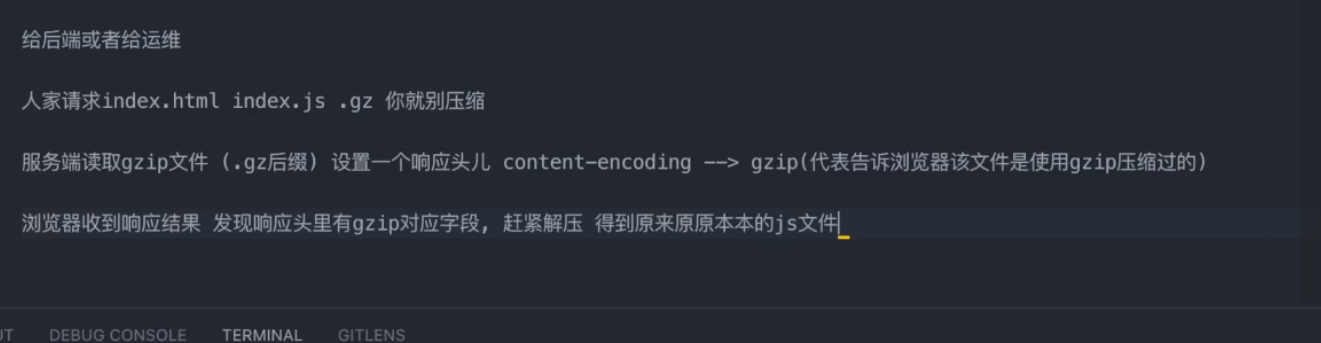 给后端或者给运维
人家请求index.html index.js .gz 你就别压缩
服务端读取gzip文件 (.gz后缀) 设置一个响应头儿 content-encoding --> gzip(代表告诉浏览器该文件是使用gzip压缩过的)
浏览器收到响应结果 发现响应头里有gzip对应字段, 赶紧解压 得到原来原原本本的js文件
UT DEBUG CONSOLE TERMINAL GITLENS